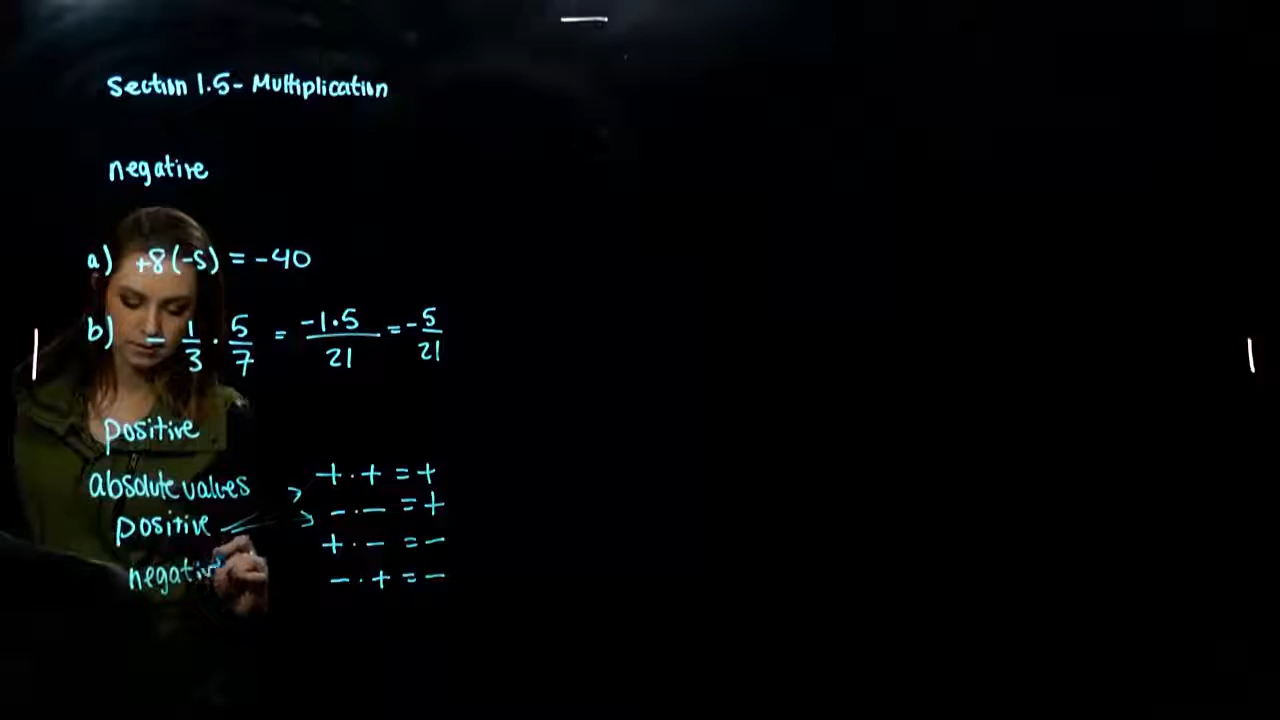 Section 1.5 - Multiplication
negative
a) +8(-5) = -40
b) - 1/3 · 5/7 = -1·5/21 = -5/21
positive
absolute values
+ · + = +
positive
- · - = +
+ · - = -
negative
- · + = -